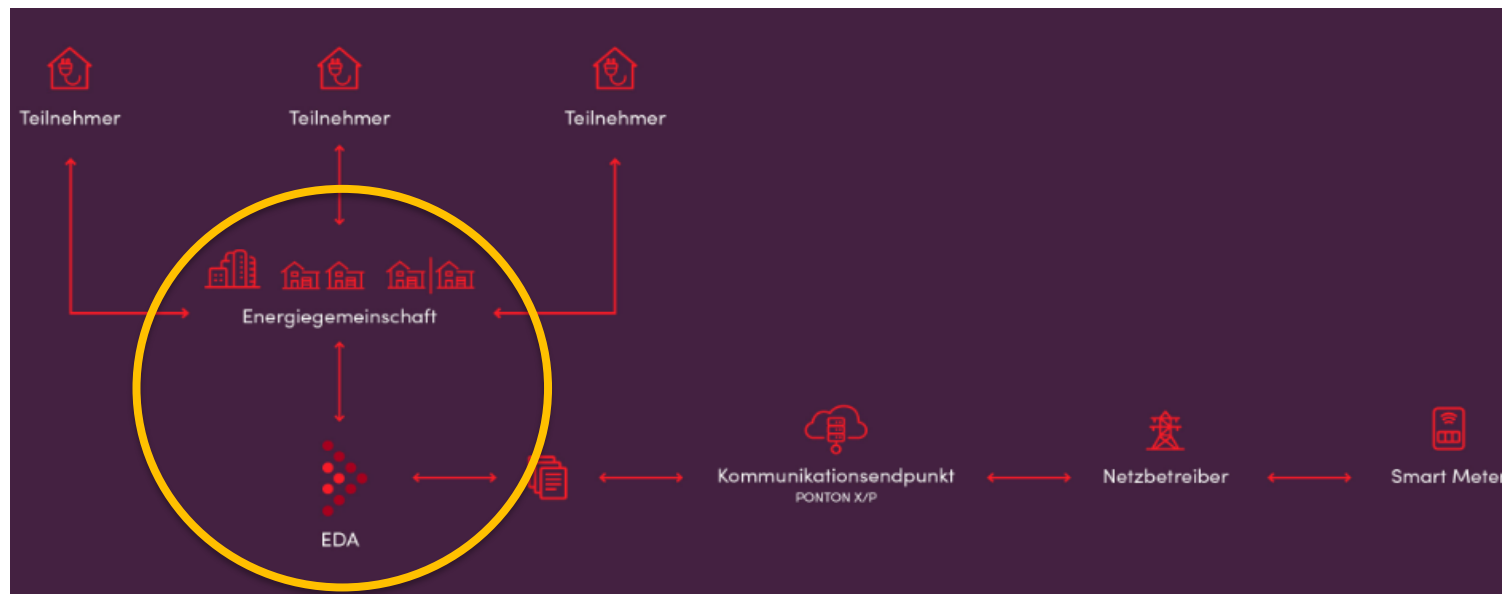 Teilnehmer
Teilnehmer
Teilnehmer
Energiegemeinschaft
Kommunikationsendpunkt
PONTON X/P
Netzbetreiber
Smart Meter
EDA